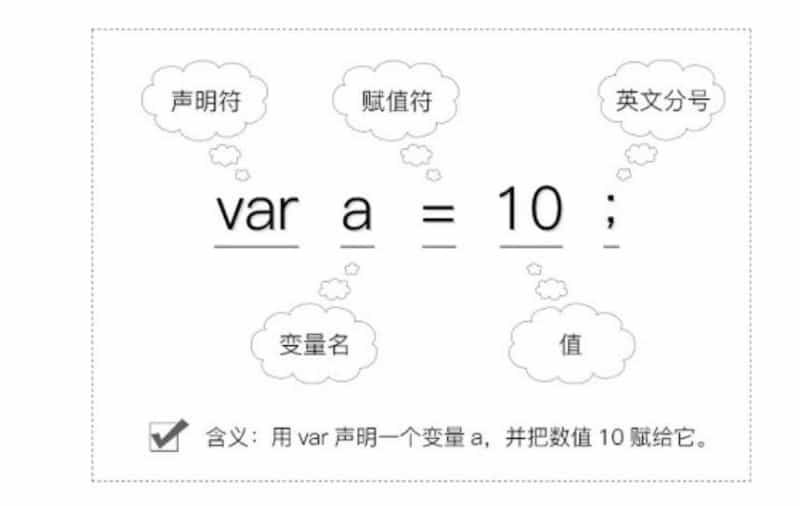 声明符 赋值符 英文分号
var a = 10 ;
变量名 值
含义：用 var 声明一个变量 a，并把数值 10 赋给它。